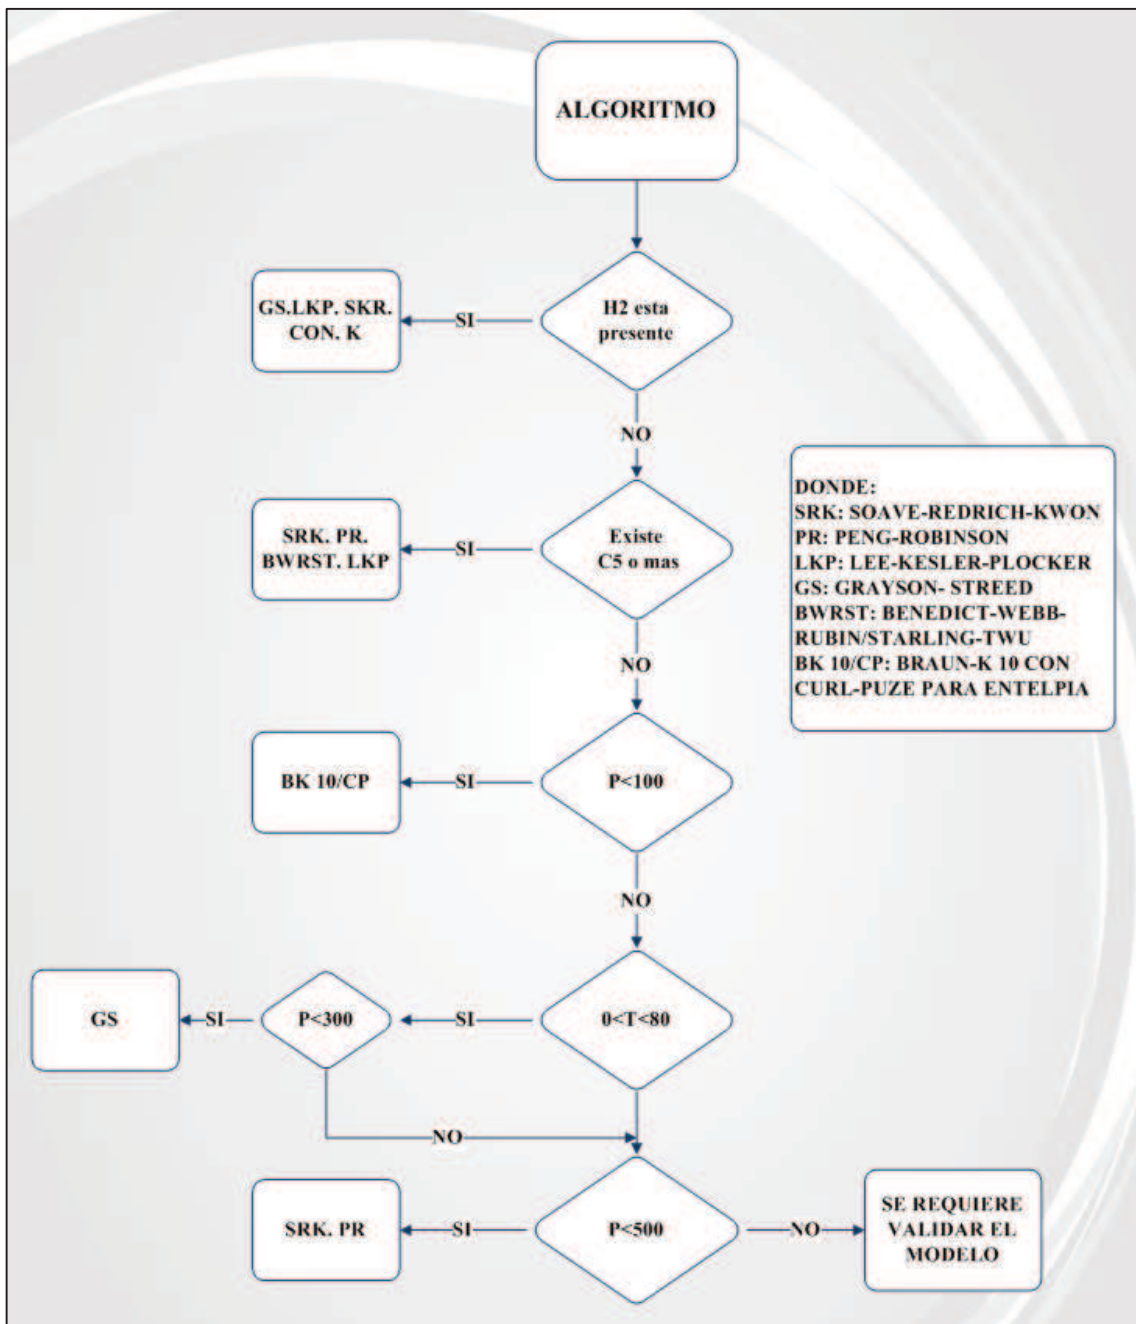 ALGORITMO
H2 esta
presente
SI
GS.LKP. SKR.
CON. K
NO
Existe
C5 o mas
SI
SRK. PR.
BWRST. LKP
DONDE:
SRK: SOAVE-REDRICH-KWON
PR: PENG-ROBINSON
LKP: LEE-KESLER-PLOCKER
GS: GRAYSON- STREED
BWRST: BENEDICT-WEBB-
RUBIN/STARLING-TWU
BK 10/CP: BRAUN-K 10 CON
CURL-PUZE PARA ENTELPIA
NO
P<100
SI
BK 10/CP
NO
0<T<80
SI
P<300
SI
GS
NO
P<500
SI
SRK. PR
NO
SE REQUIERE
VALIDAR EL
MODELO